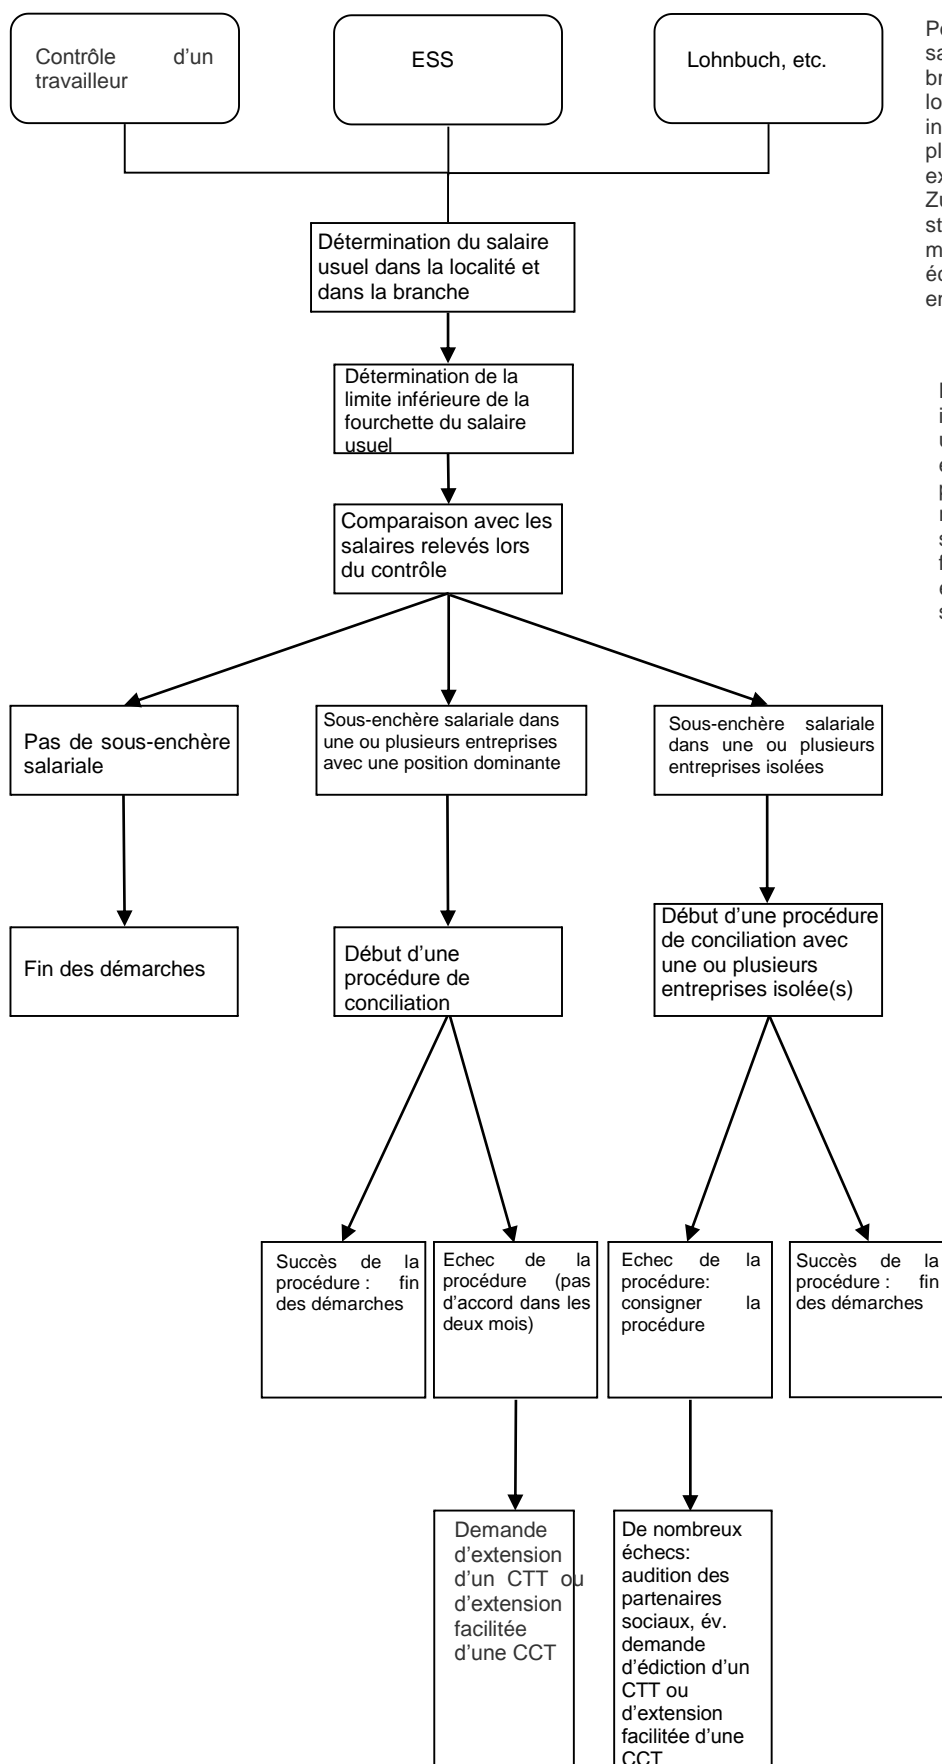 Contrôle d'un
travailleur
ESS
Lohnbuch, etc.
Détermination du salaire
usuel dans la localité et
dans la branche
Détermination de la
limite inférieure de la
fourchette du salaire
usuel
Comparaison avec les
salaires relevés lors
du contrôle
Pas de sous-enchère
salariale
Sous-enchère salariale dans
une ou plusieurs entreprises
avec une position dominante
Sous-enchère salariale
dans une ou plusieurs
entreprises isolées
Fin des démarches
Début d'une
procédure de
conciliation
Début d'une procédure
de conciliation avec
une ou plusieurs
entreprises isolée(s)
Succès de la
procédure : fin
des démarches
Echec de la
procédure (pas
d'accord dans les
deux mois)
Echec de la
procédure:
consigner la
procédure
Succès de la
procédure : fin
des démarches
Demande
d'extension
d'un CTT ou
d'extension
facilitée
d'une CCT
De nombreux
échecs:
audition des
partenaires
sociaux, év.
demande
d'édiction d'un
CTT ou
d'extension
facilitée d'une
CCT